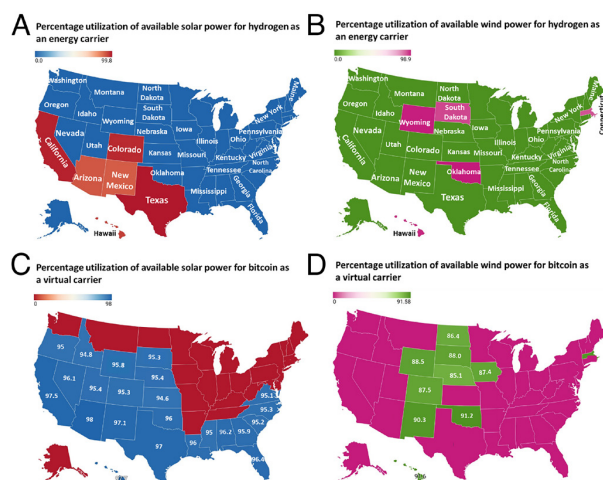 A
Percentage utilization of available solar power for hydrogen as
an energy carrier
0.0
99.8
Washington
Oregon
California
Nevada
Idaho
Montana
Wyoming
Utah
Arizona
Colorado
New
Mexico
North
Dakota
South
Dakota
Nebraska
Kansas
Oklahoma
Texas
Iowa
Missouri
Illinois
Ohio
Kentucky
Tennessee
Mississippi
Georgia
Florida
North
Carolina
Virginia
Pennsylvania
New York
Maine
Hawaii
B
Percentage utilization of available wind power for hydrogen as
an energy carrier
0.0
Washington
Oregon
California
Nevada
Idaho
Montana
Wyoming
Utah
Arizona
Colorado
New
Mexico
North
Dakota
South
Dakota
Nebraska
Kansas
Oklahoma
Texas
Iowa
Missouri
Illinois
Ohio
Kentucky
Tennessee
Mississippi
Georgia
Florida
North
Carolina
Virginia
Pennsylvania
New York
Maine
Connecticut
Hawaii
C
Percentage utilization of available solar power for bitcoin as
a virtual carrier
0
98
95
94.8
95.8
95.3
96.1
95.4
95.3
95.4
94.6
97.5
98
97.1
96
97
96
95
96.2
95.9
95.1
95.3
95.2
96.4
D
Percentage utilization of available wind power for bitcoin as
a virtual carrier
0
91.58
86.4
88.5
88.0
85.1
87.4
87.5
90.3
91.2